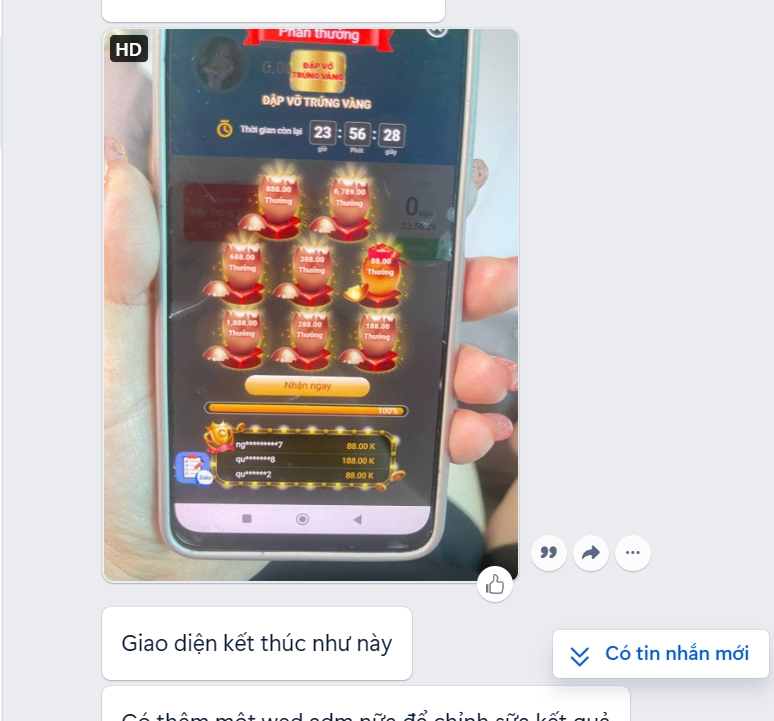 HD
Phần thưởng
ĐẬP VỠ
TRỨNG VÀNG
ĐẬP VỠ TRỨNG VÀNG
Thời gian còn lại
23 : 56 : 28
giờ Phút giây
888.00 Thưởng
6,789.00 Thưởng
688.00 Thưởng
388.00 Thưởng
88.00 Thưởng
1,888.00 Thưởng
288.00 Thưởng
188.00 Thưởng
0
Nhận ngay
100%
ng*********7 88.00 K
qu*******8 188.00 K
qu******2 88.00 K
Zalo
Giao diện kết thúc như này
Có tin nhắn mới
Có thêm một wed adm nữa để chỉnh sữa kết quả